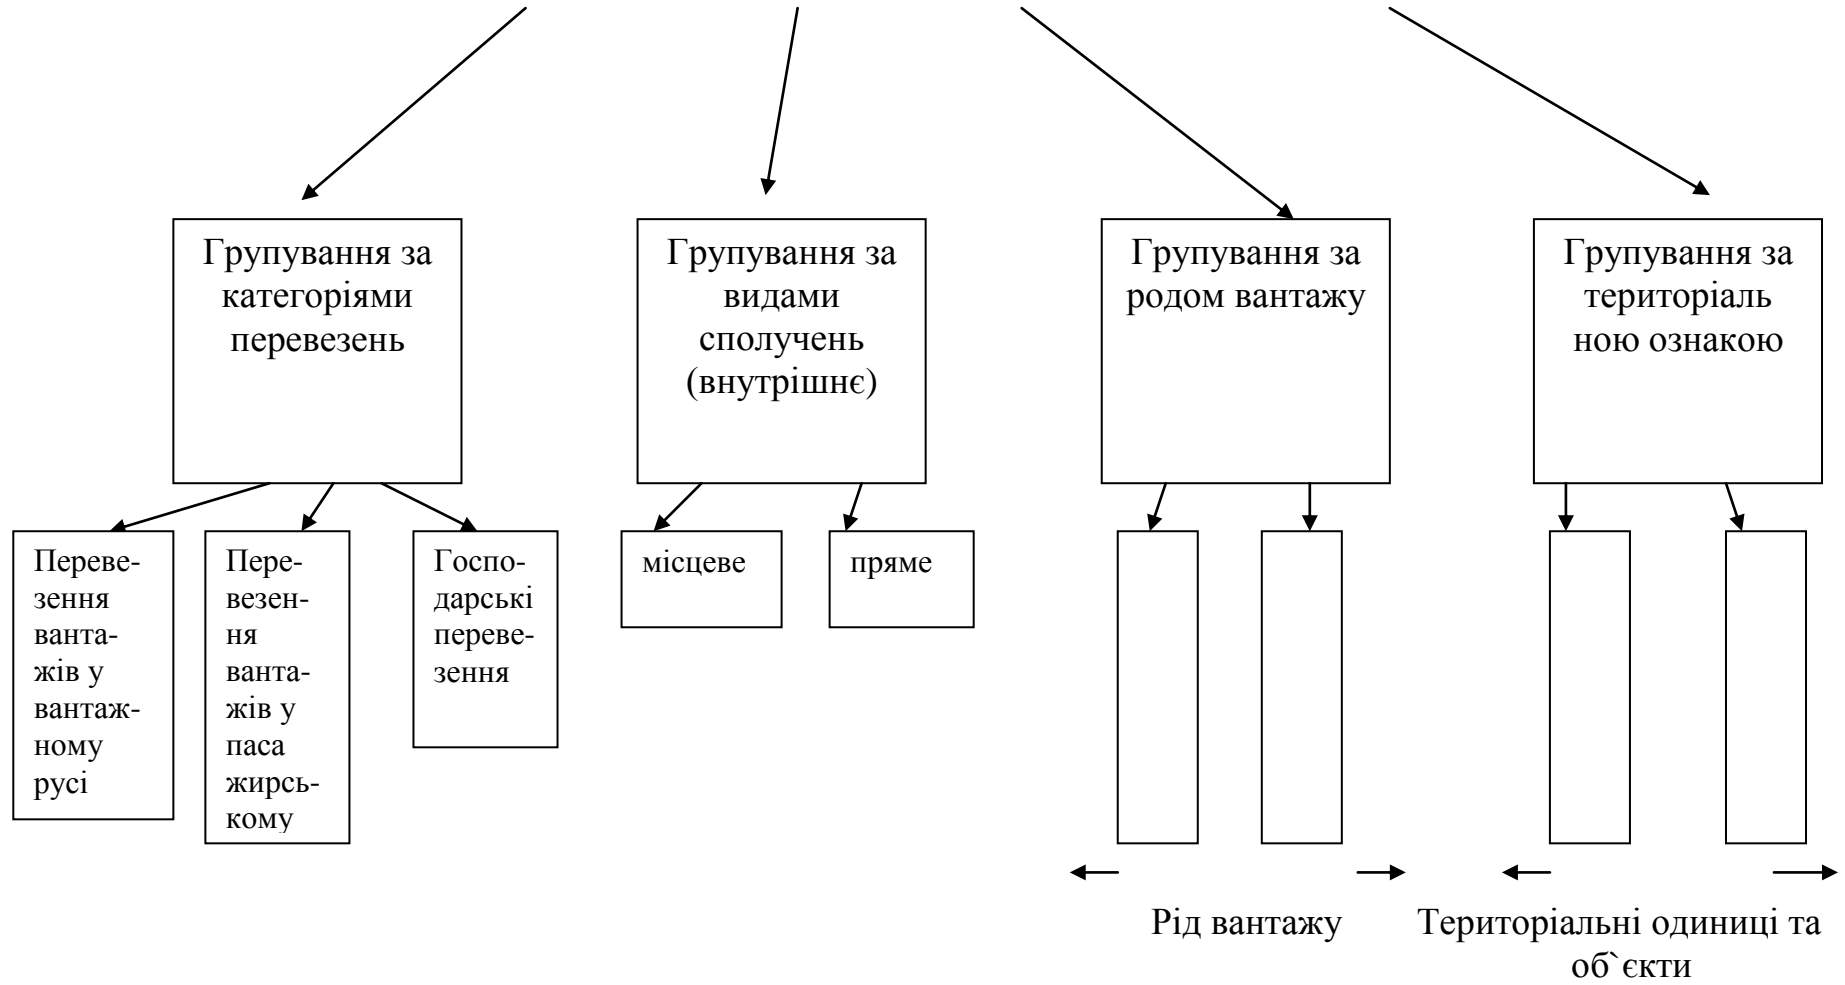 Групування за
категоріями
перевезень
Групування за
видами
сполучень
(внутрішнє)
Групування за
родом вантажу
Групування за
територіаль
ною ознакою
Переве-
зення
ванта-
жів у
вантаж-
ному
русі
Пере-
везен-
ня
ванта-
жів у
паса
жирсь-
кому
Госпо-
дарські
переве-
зення
місцеве
пряме
Рід вантажу
Територіальні одиниці та
об`єкти